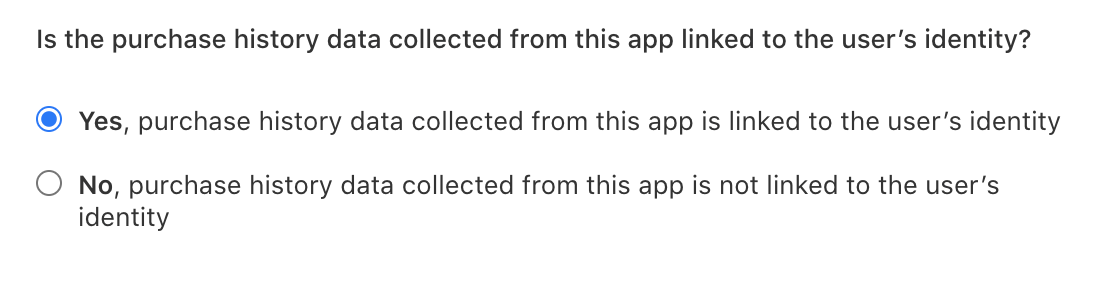 Is the purchase history data collected from this app linked to the user’s identity?
Yes, purchase history data collected from this app is linked to the user’s identity
No, purchase history data collected from this app is not linked to the user’s
identity